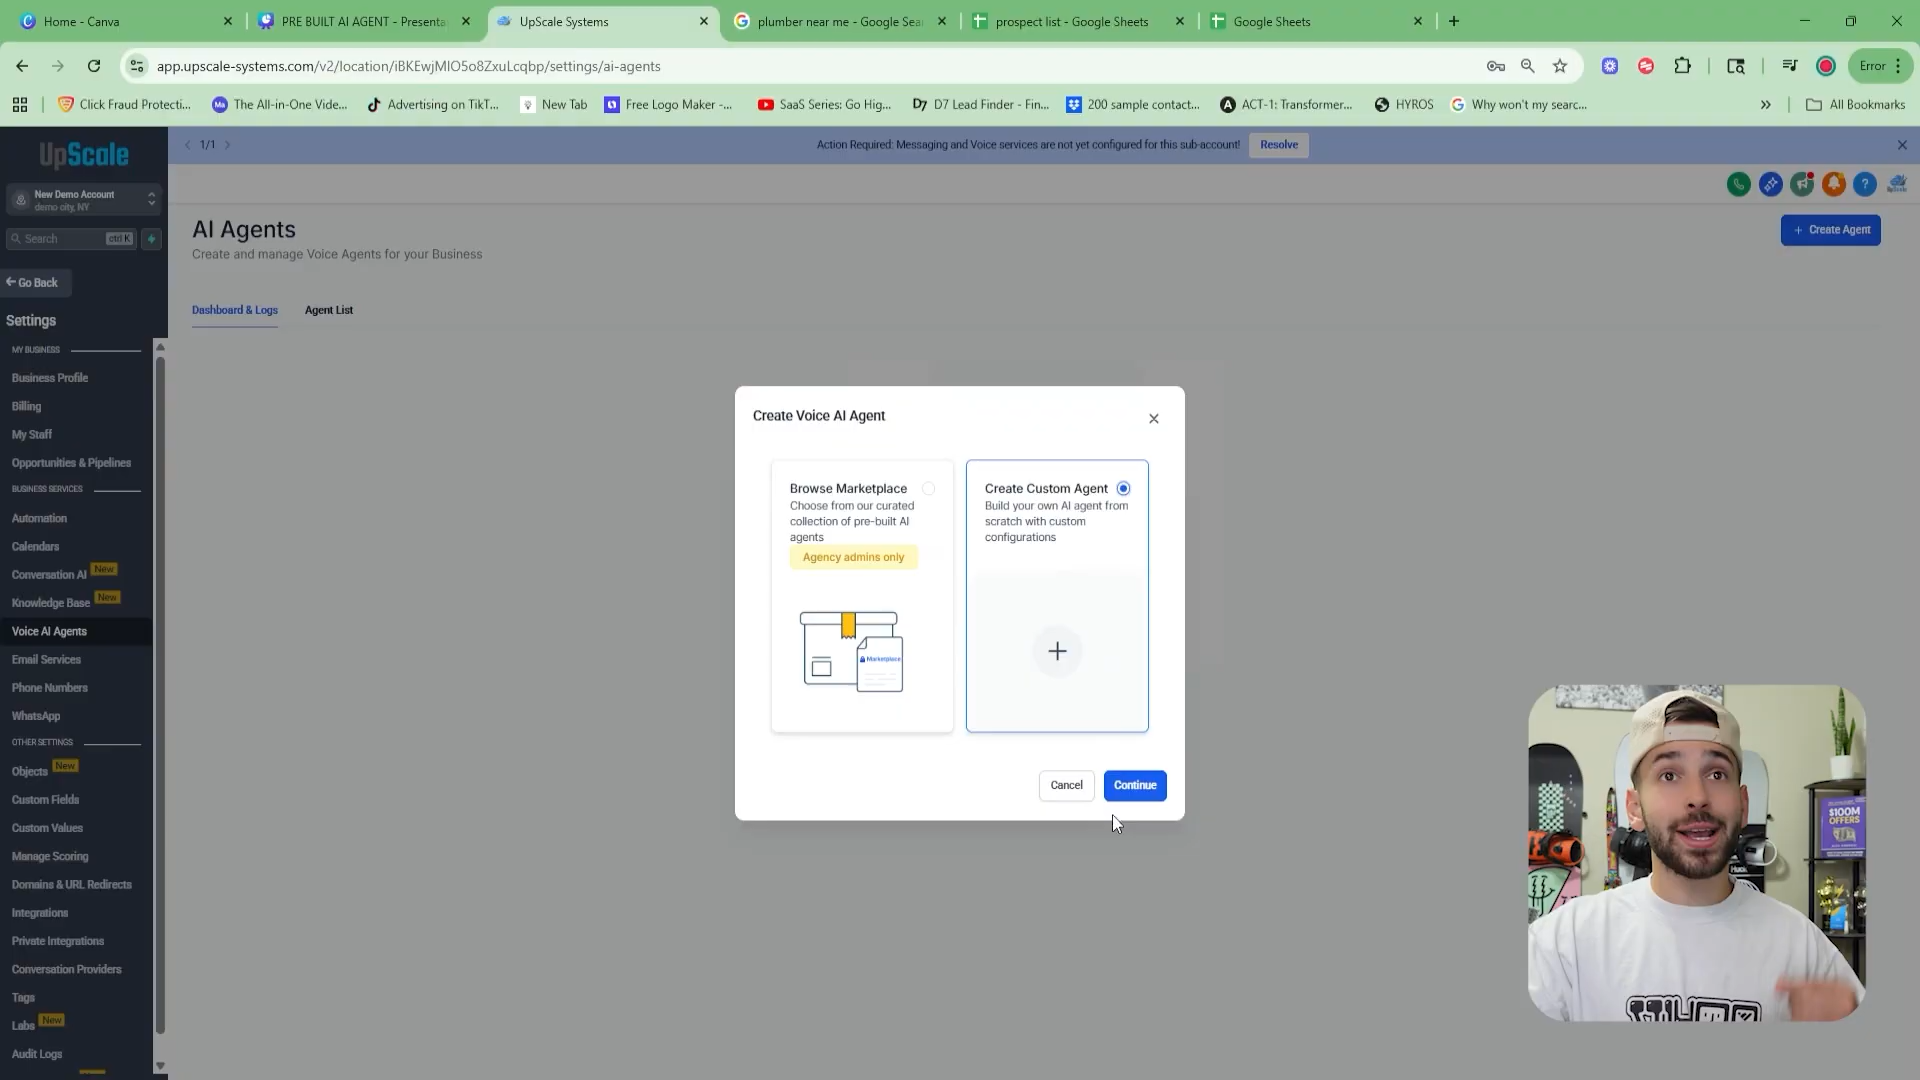 Home - Canva
PRE BUILT AI AGENT - Presenta
UpScale Systems
plumber near me - Google Sea
prospect list - Google Sheets
Google Sheets
app.upscale-systems.com/v2/location/iBKEwjMIO5o8ZxuLcqbp/settings/ai-agents
Error
Click Fraud Protecti...
The All-in-One Vide...
Advertising on TikT...
New Tab
Free Logo Maker -...
SaaS Series: Go Hig...
D7 Lead Finder - Fin...
200 sample contact...
ACT-1: Transformer...
HYROS
Why won't my searc...
All Bookmarks
UpScale
1/1
Action Required: Messaging and Voice services are not yet configured for this sub-account!
Resolve
New Demo Account
demo city, NY
Search
ctrl K
Go Back
Settings
MY BUSINESS
Business Profile
Billing
My Staff
Opportunities & Pipelines
BUSINESS SERVICES
Automation
Calendars
Conversation AI New
Knowledge Base New
Voice AI Agents
Email Services
Phone Numbers
WhatsApp
OTHER SETTINGS
Objects New
Custom Fields
Custom Values
Manage Scoring
Domains & URL Redirects
Integrations
Private Integrations
Conversation Providers
Tags
Labs New
Audit Logs
AI Agents
Create and manage Voice Agents for your Business
+ Create Agent
Dashboard & Logs
Agent List
Create Voice AI Agent
Browse Marketplace
Choose from our curated
collection of pre-built AI
agents
Agency admins only
Marketplace
Create Custom Agent
Build your own AI agent from
scratch with custom
configurations
Cancel
Continue
$100M
OFFERS